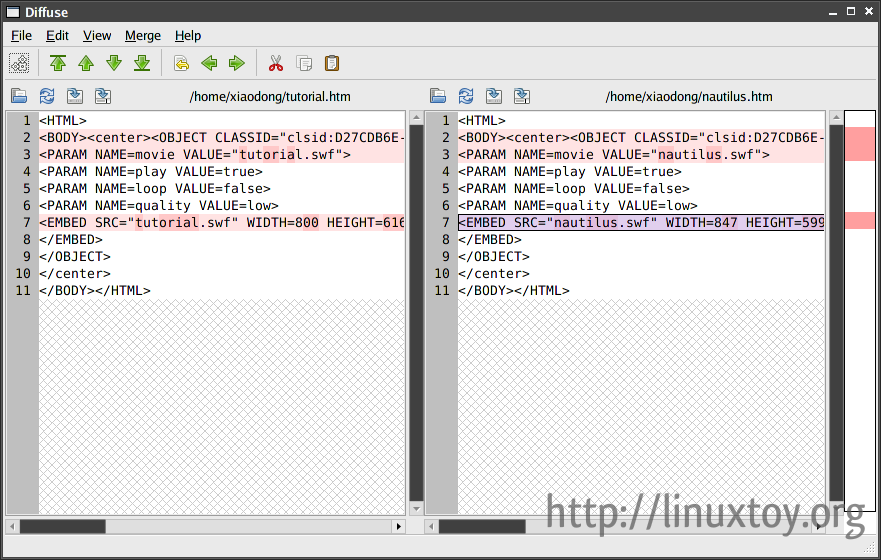 Diffuse
File Edit View Merge Help
/home/xiaodong/tutorial.htm
1 <HTML>
2 <BODY><center><OBJECT CLASSID="clsid:D27CDB6E-
3 <PARAM NAME=movie VALUE="tutorial.swf">
4 <PARAM NAME=play VALUE=true>
5 <PARAM NAME=loop VALUE=false>
6 <PARAM NAME=quality VALUE=low>
7 <EMBED SRC="tutorial.swf" WIDTH=800 HEIGHT=616
8 </EMBED>
9 </OBJECT>
10 </center>
11 </BODY></HTML>
/home/xiaodong/nautilus.htm
1 <HTML>
2 <BODY><center><OBJECT CLASSID="clsid:D27CDB6E-
3 <PARAM NAME=movie VALUE="nautilus.swf">
4 <PARAM NAME=play VALUE=true>
5 <PARAM NAME=loop VALUE=false>
6 <PARAM NAME=quality VALUE=low>
7 <EMBED SRC="nautilus.swf" WIDTH=847 HEIGHT=599
8 </EMBED>
9 </OBJECT>
10 </center>
11 </BODY></HTML>
http://linuxtoy.org